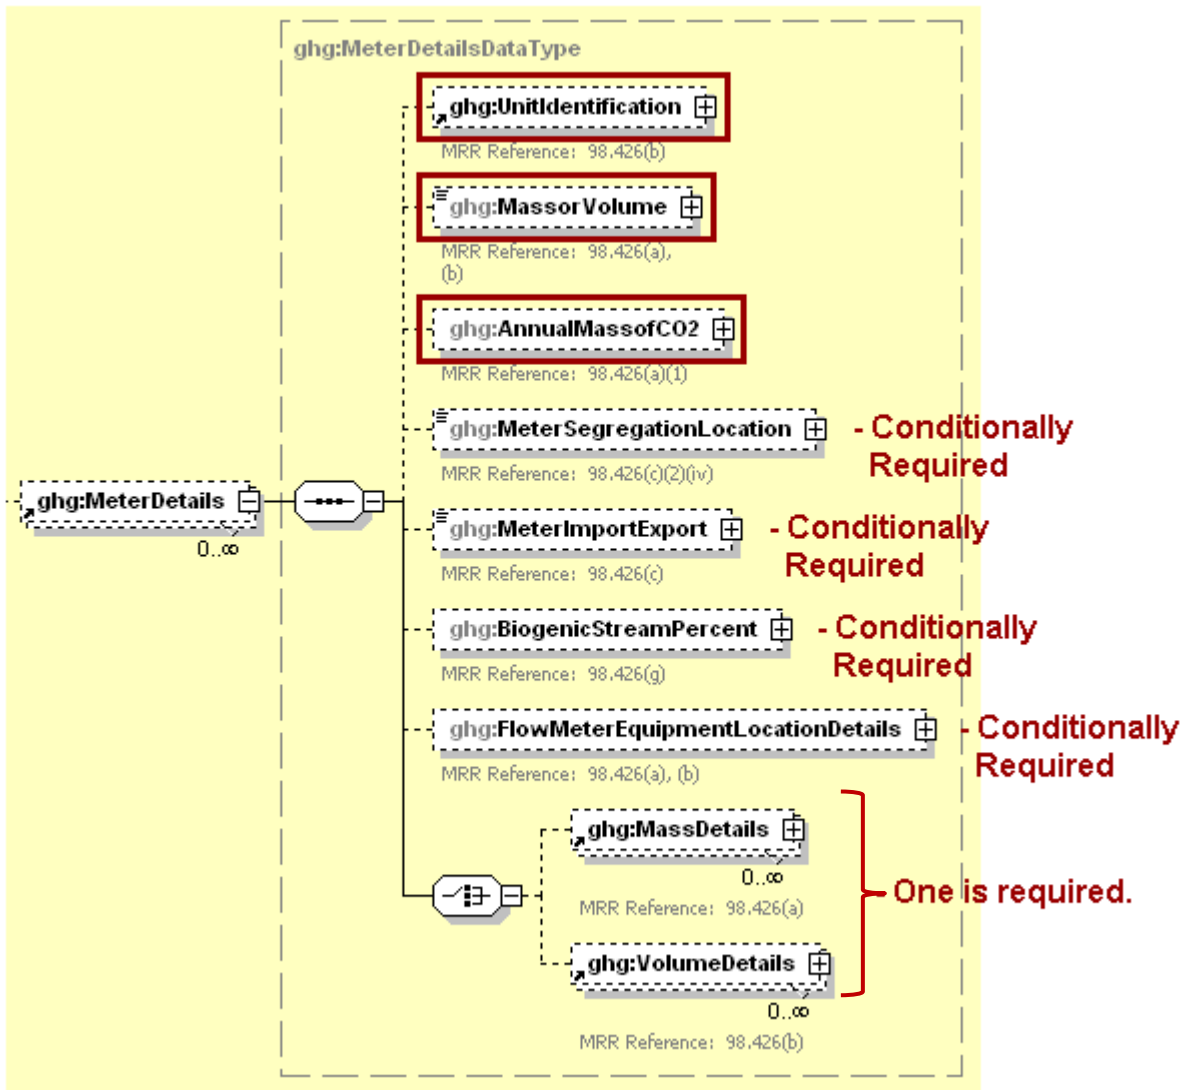 ghg:MeterDetailsDataType
ghg:UnitIdentification
MRR Reference: 98.426(b)
ghg:MassorVolume
MRR Reference: 98.426(a),
(b)
ghg:AnnualMassofCO2
MRR Reference: 98.426(a)(1)
ghg:MeterSegregationLocation
- Conditionally
Required
MRR Reference: 98.426(c)(2)(iv)
ghg:MeterDetails
0..∞
ghg:MeterImportExport
- Conditionally
Required
MRR Reference: 98.426(c)
ghg:BiogenicStreamPercent
- Conditionally
Required
MRR Reference: 98.426(g)
ghg:FlowMeterEquipmentLocationDetails
- Conditionally
Required
MRR Reference: 98.426(a), (b)
ghg:MassDetails
0..∞
MRR Reference: 98.426(a)
One is required.
ghg:VolumeDetails
0..∞
MRR Reference: 98.426(b)